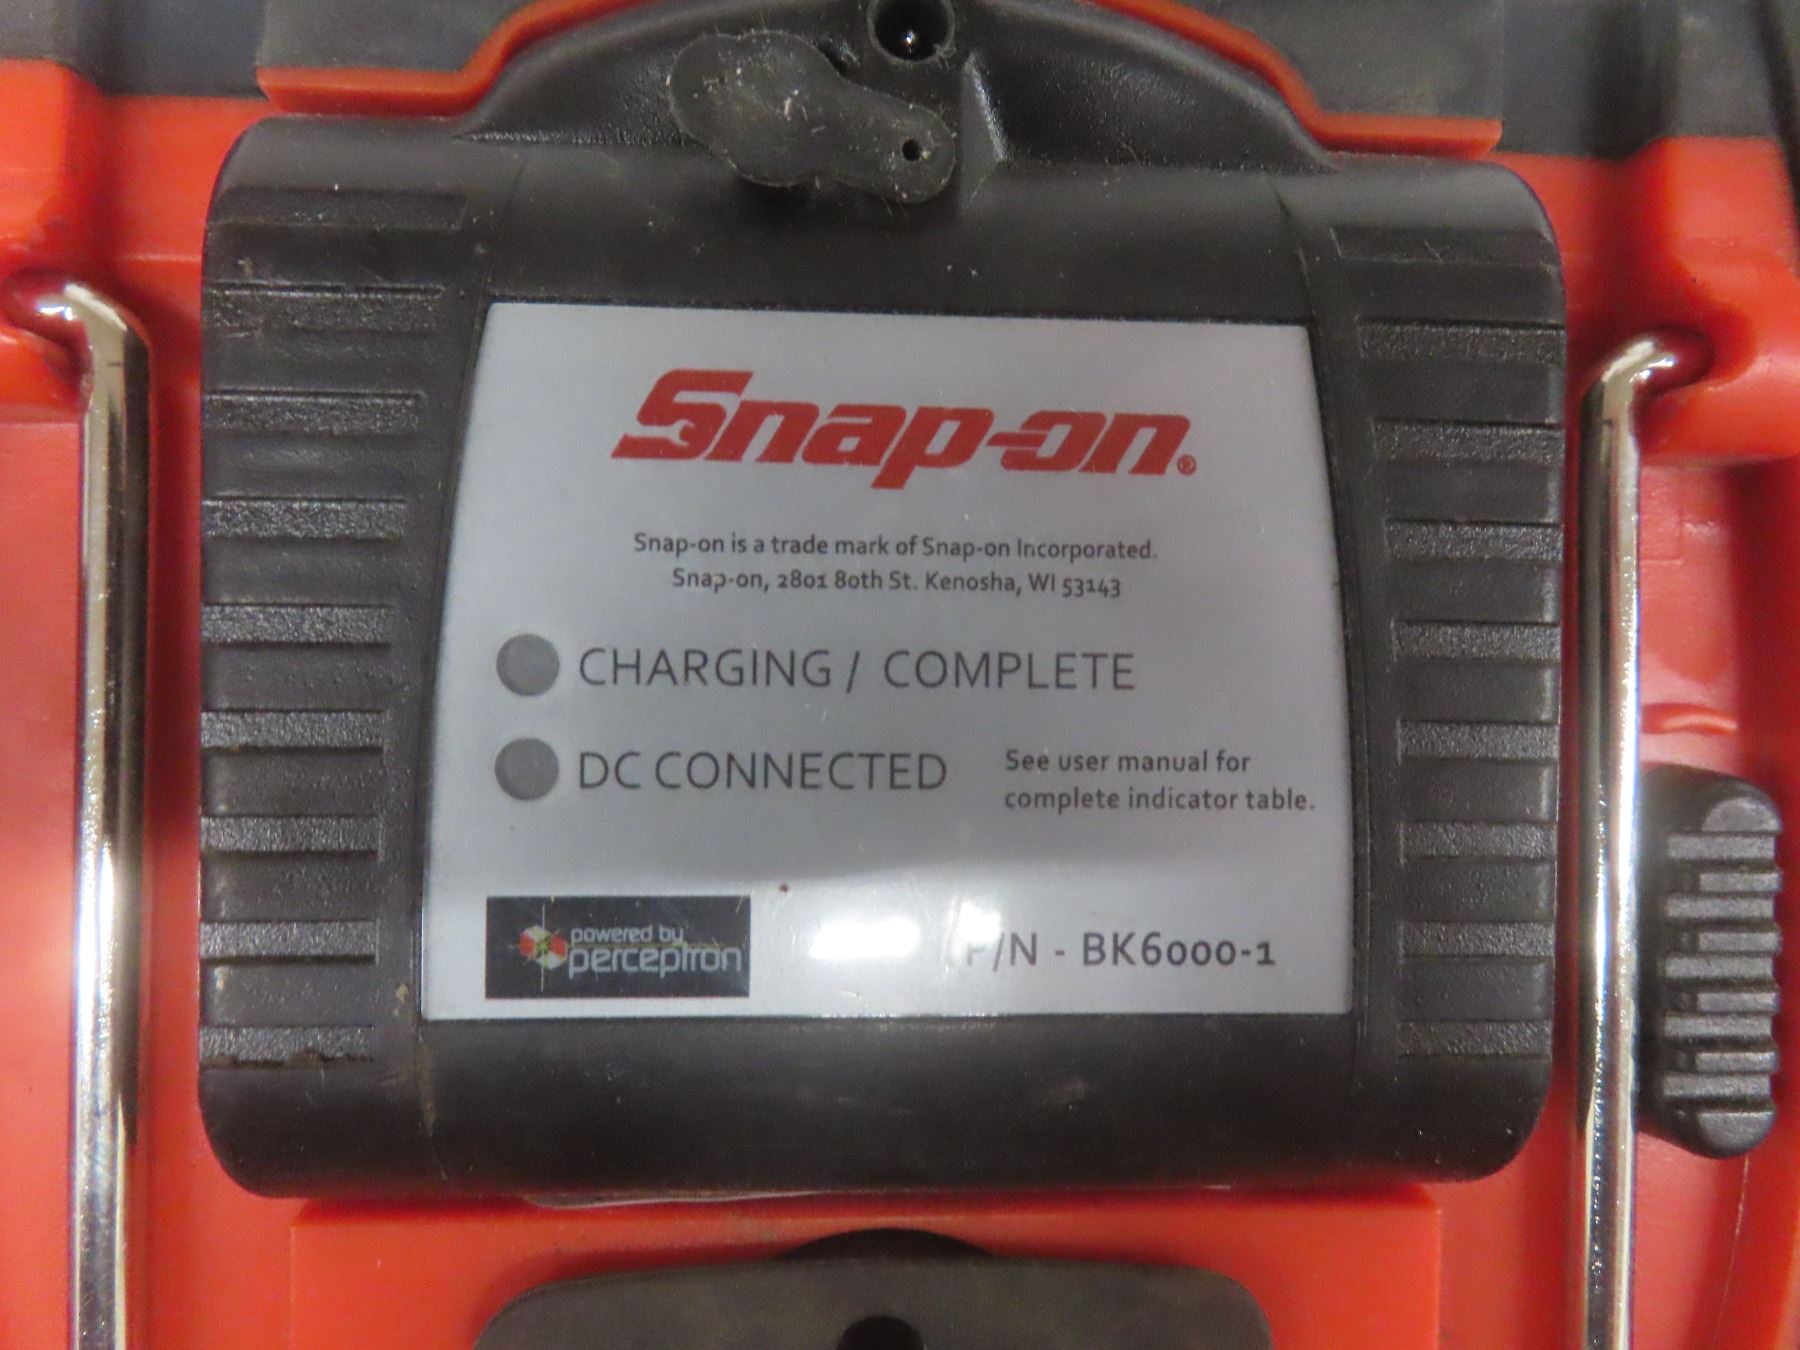 Snap-on®
Snap-on is a trade mark of Snap-on Incorporated.
Snap-on, 2801 80th St. Kenosha, WI 53143
CHARGING / COMPLETE
DC CONNECTED
See user manual for
complete indicator table.
powered by
perceptron
P/N - BK6000-1